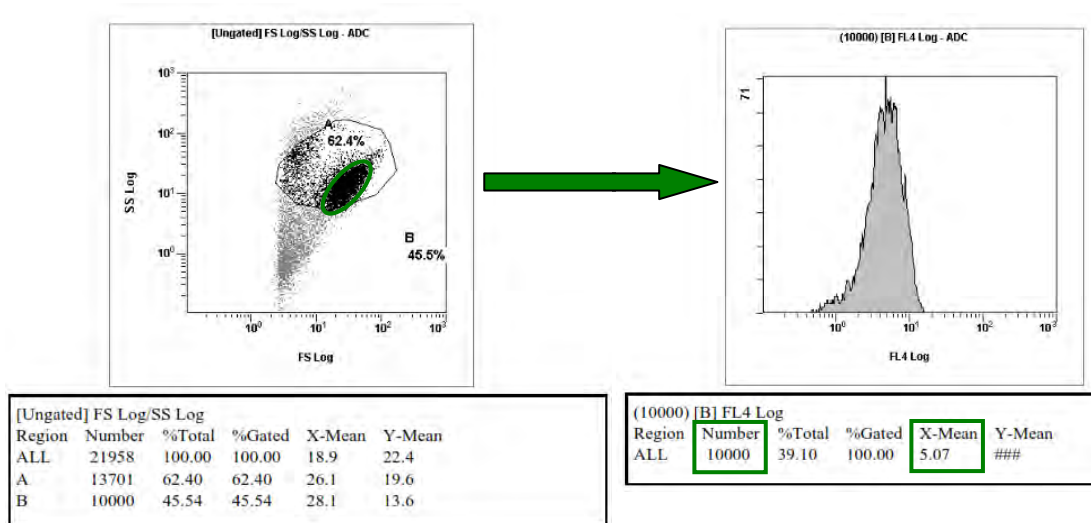 [Ungated] FS Log/SS Log - ADC
10³
10²
10¹
10⁰
SS Log
A
62.4%
B
45.5%
10⁰ 10¹ 10² 10³
FS Log
(10000) [B] FL4 Log - ADC
71
10⁰ 10¹ 10² 10³
FL4 Log
[Ungated] FS Log/SS Log
Region Number %Total %Gated X-Mean Y-Mean
ALL 21958 100.00 100.00 18.9 22.4
A 13701 62.40 62.40 26.1 19.6
B 10000 45.54 45.54 28.1 13.6
(10000) [B] FL4 Log
Region Number %Total %Gated X-Mean Y-Mean
ALL 10000 39.10 100.00 5.07 ###